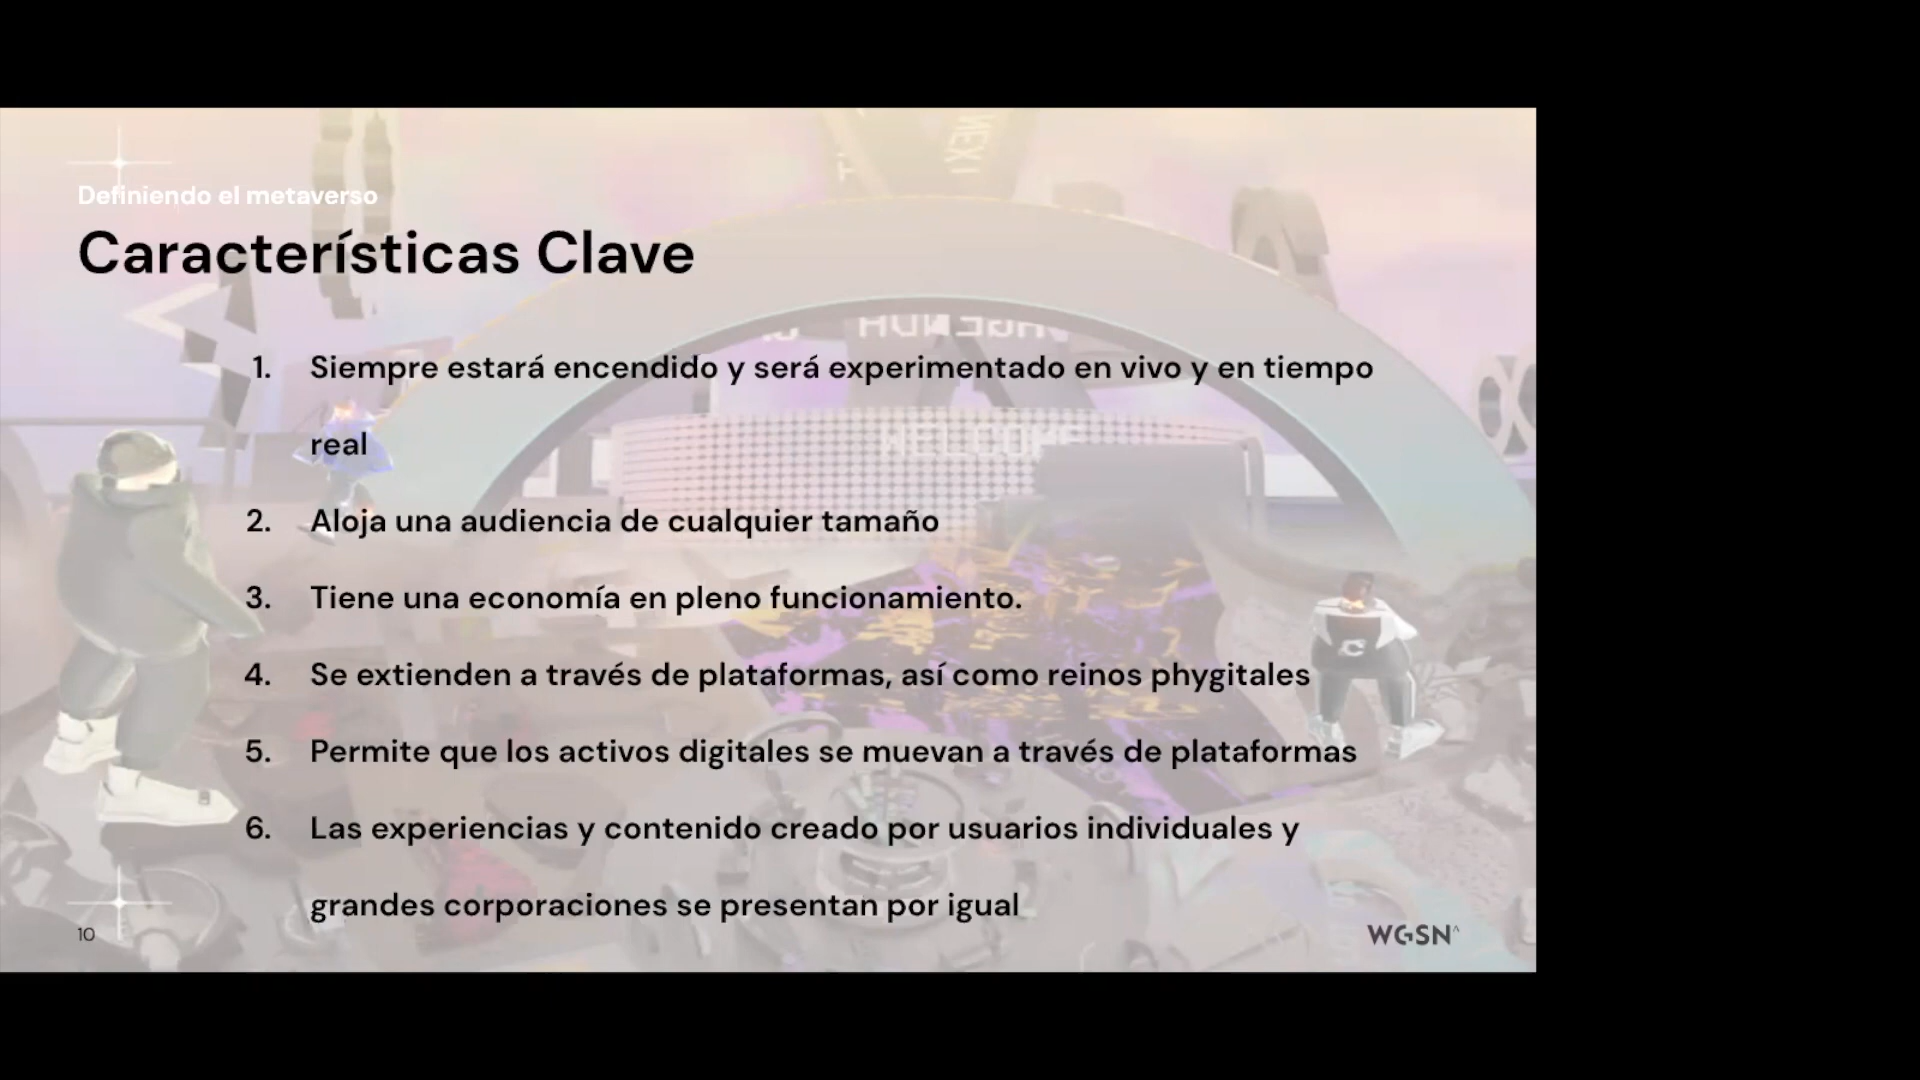 Definiendo el metaverso
Características Clave
1. Siempre estará encendido y será experimentado en vivo y en tiempo
real
2. Aloja una audiencia de cualquier tamaño
3. Tiene una economía en pleno funcionamiento.
4. Se extienden a través de plataformas, así como reinos phygitales
5. Permite que los activos digitales se muevan a través de plataformas
6. Las experiencias y contenido creado por usuarios individuales y
grandes corporaciones se presentan por igual
10
WGSN^
WELCOME